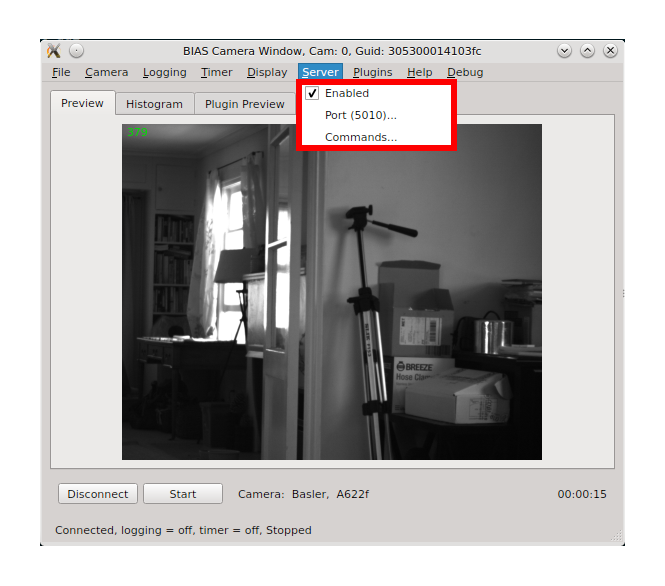 BIAS Camera Window, Cam: 0, Guid: 305300014103fc
File Camera Logging Timer Display Server Plugins Help Debug
Preview Histogram Plugin Preview
Enabled
Port (5010)...
Commands...
379
BREEZE
Hose Cla
Disconnect Start Camera: Basler, A622f 00:00:15
Connected, logging = off, timer = off, Stopped